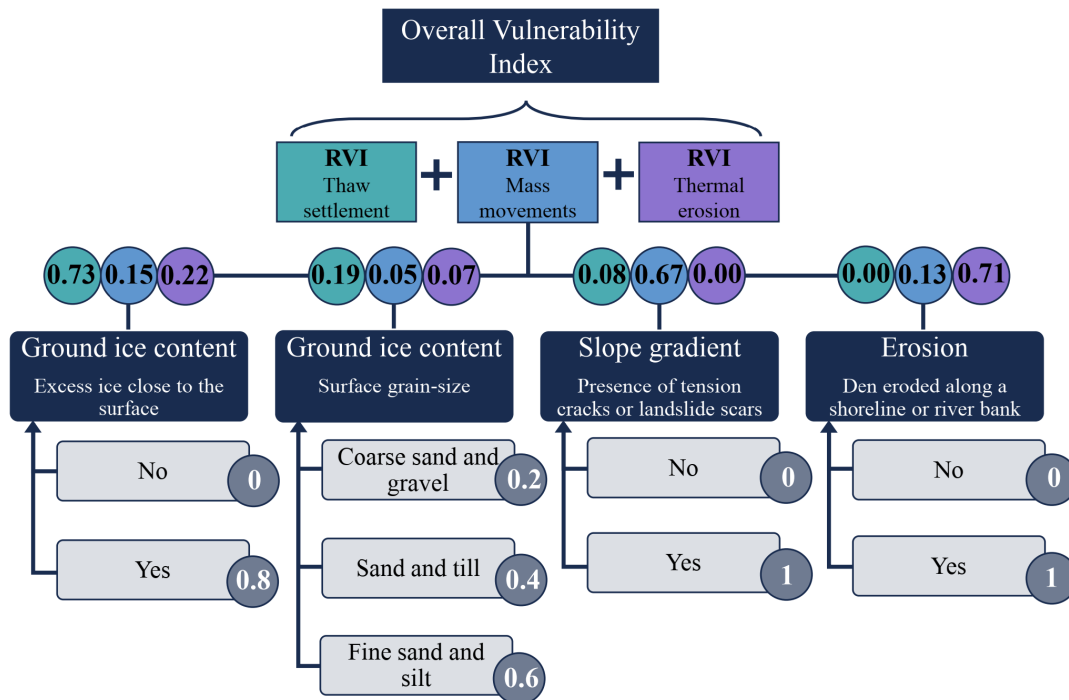 Overall Vulnerability
Index
RVI
Thaw
settlement
+
RVI
Mass
movements
+
RVI
Thermal
erosion
0.73 0.15 0.22
0.19 0.05 0.07
0.08 0.67 0.00
0.00 0.13 0.71
Ground ice content
Excess ice close to the
surface
No
0
Yes
0.8
Ground ice content
Surface grain-size
Coarse sand and
gravel
0.2
Sand and till
0.4
Fine sand and
silt
0.6
Slope gradient
Presence of tension
cracks or landslide scars
No
0
Yes
1
Erosion
Den eroded along a
shoreline or river bank
No
0
Yes
1